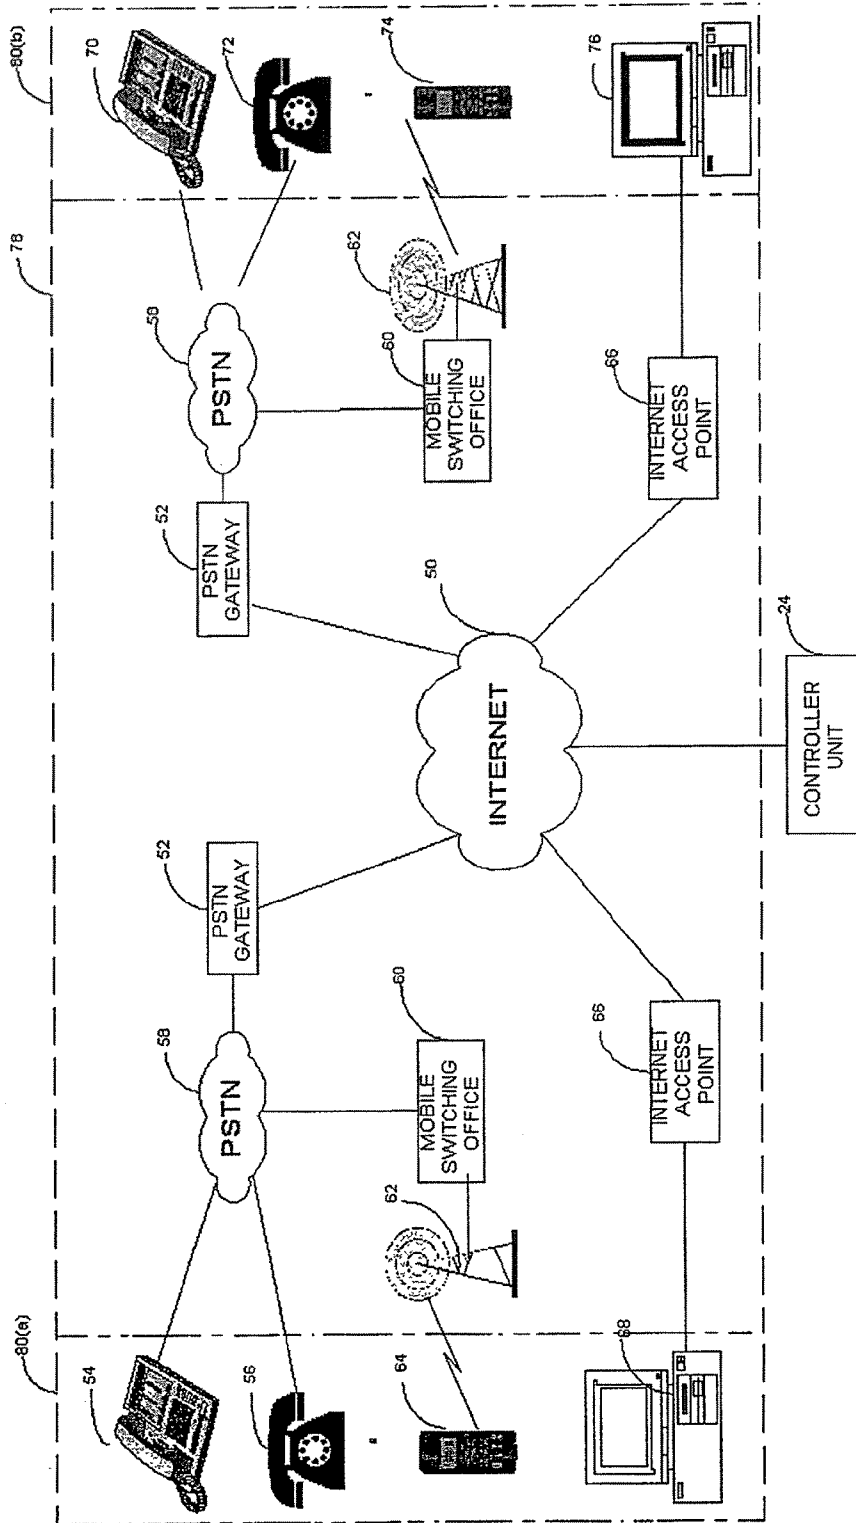 80(a)
78
80(b)
54
58
PSTN
52
PSTN
GATEWAY
52
PSTN
GATEWAY
58
PSTN
70
56
72
64
62
60
MOBILE
SWITCHING
OFFICE
50
INTERNET
60
MOBILE
SWITCHING
OFFICE
62
74
68
66
INTERNET
ACCESS
POINT
66
INTERNET
ACCESS
POINT
76
24
CONTROLLER
UNIT